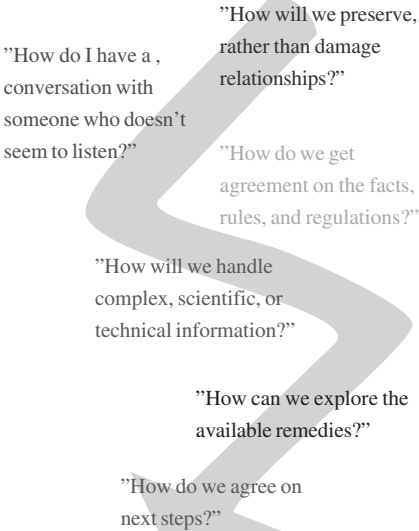 ”How will we preserve,
rather than damage
relationships?”
”How do I have a ,
conversation with
someone who doesn’t
seem to listen?”
”How do we get
agreement on the facts,
rules, and regulations?”
”How will we handle
complex, scientific, or
technical information?”
”How can we explore the
available remedies?”
”How do we agree on
next steps?”